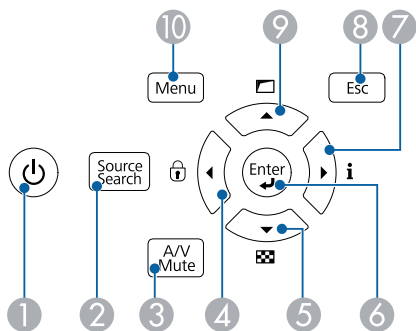 10 9 8 7
Menu Esc
Source
Search
Enter
i
A/V
Mute
1 2 3 4 5 6